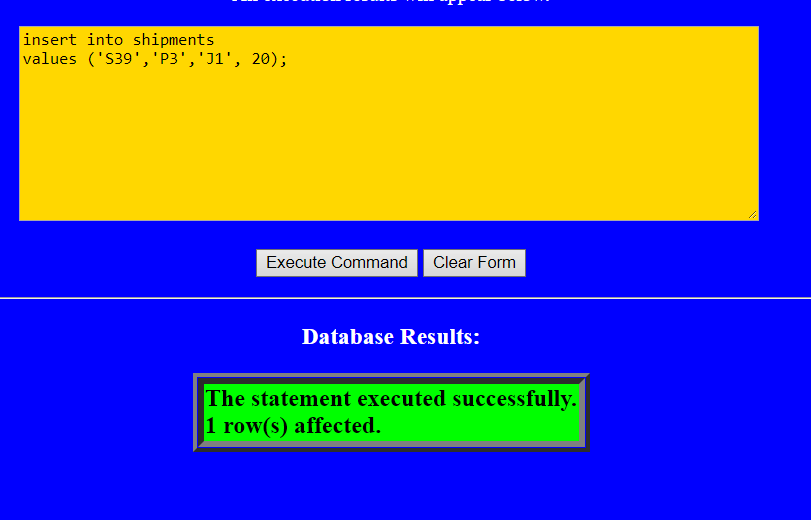 insert into shipments
values ('S39','P3','J1', 20);
Execute Command Clear Form
Database Results:
The statement executed successfully.
1 row(s) affected.